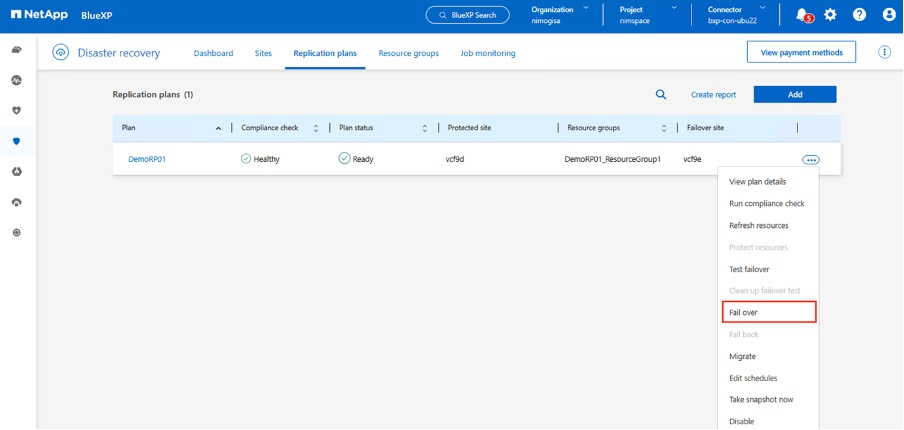 NetApp BlueXP
BlueXP Search
Organization
nimogisa
Project
nimspace
Connector
bxp-con-ubu22
5
Disaster recovery
Dashboard
Sites
Replication plans
Resource groups
Job monitoring
View payment methods
Replication plans (1)
Create report
Add
Plan
Compliance check
Plan status
Protected site
Resource groups
Failover site
DemoRP01
Healthy
Ready
vcf9d
DemoRP01_ResourceGroup1
vcf9e
View plan details
Run compliance check
Refresh resources
Protect resources
Test failover
Clean up failover test
Fail over
Fail back
Migrate
Edit schedules
Take snapshot now
Disable